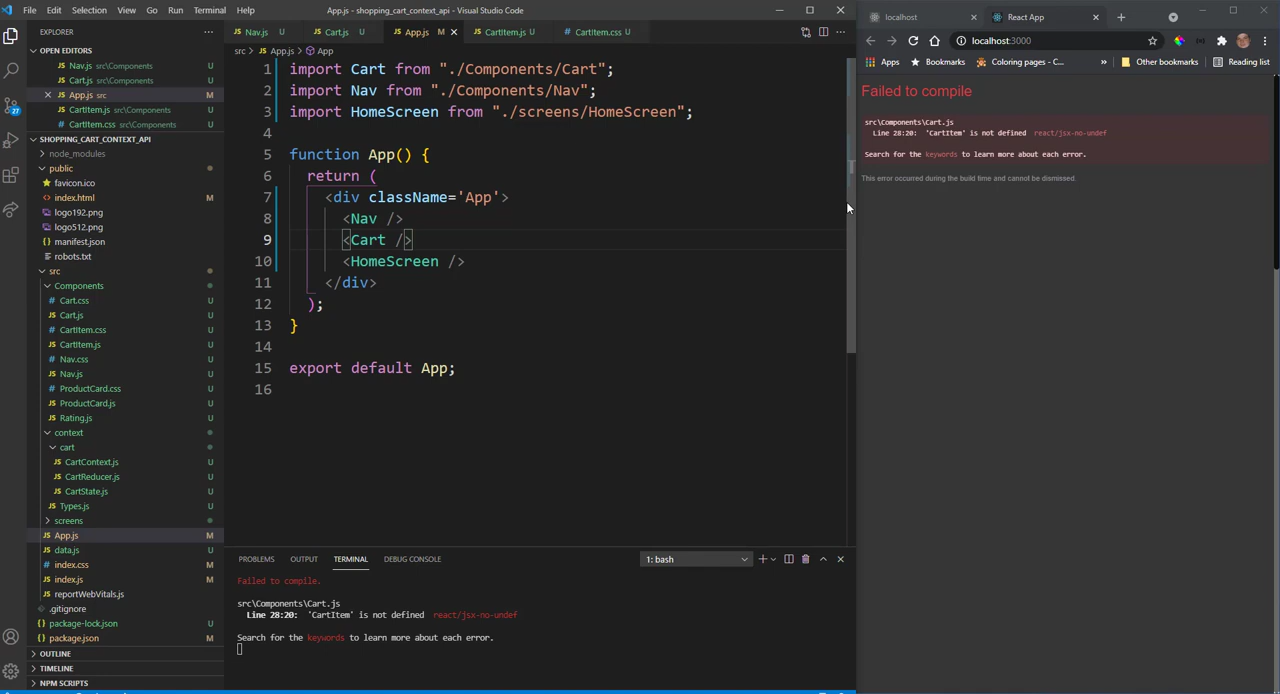 File Edit Selection View Go Run Terminal Help
App.js - shopping_cart_context_api - Visual Studio Code
localhost
React App
localhost:3000
Apps
Bookmarks
Coloring pages - C...
»
Other bookmarks
Reading list
EXPLORER
OPEN EDITORS
Nav.js src\Components U
Cart.js src\Components U
App.js src M
CartItem.js src\Components U
CartItem.css src\Components U
SHOPPING_CART_CONTEXT_API
node_modules
public
favicon.ico
index.html M
logo192.png
logo512.png
manifest.json
robots.txt
src
Components
Cart.css U
Cart.js U
CartItem.css U
CartItem.js U
Nav.css U
Nav.js U
ProductCard.css U
ProductCard.js U
Rating.js U
context
cart
CartContext.js U
CartReducer.js U
CartState.js U
Types.js U
screens
App.js M
data.js U
index.css M
index.js M
reportWebVitals.js U
.gitignore
package-lock.json U
package.json M
OUTLINE
TIMELINE
NPM SCRIPTS
27
Nav.js U
Cart.js U
App.js M
CartItem.js U
CartItem.css U
src > App.js > App
1 import Cart from "./Components/Cart";
2 import Nav from "./Components/Nav";
3 import HomeScreen from "./screens/HomeScreen";
4
5 function App() {
6 return (
7 <div className='App'>
8 <Nav />
9 <Cart />
10 <HomeScreen />
11 </div>
12 );
13 }
14
15 export default App;
16
PROBLEMS OUTPUT TERMINAL DEBUG CONSOLE
1: bash
Failed to compile.
src\Components\Cart.js
Line 28:20: 'CartItem' is not defined react/jsx-no-undef
Search for the keywords to learn more about each error.
Failed to compile
src\Components\Cart.js
Line 28:20: 'CartItem' is not defined react/jsx-no-undef
Search for the keywords to learn more about each error.
This error occurred during the build time and cannot be dismissed.